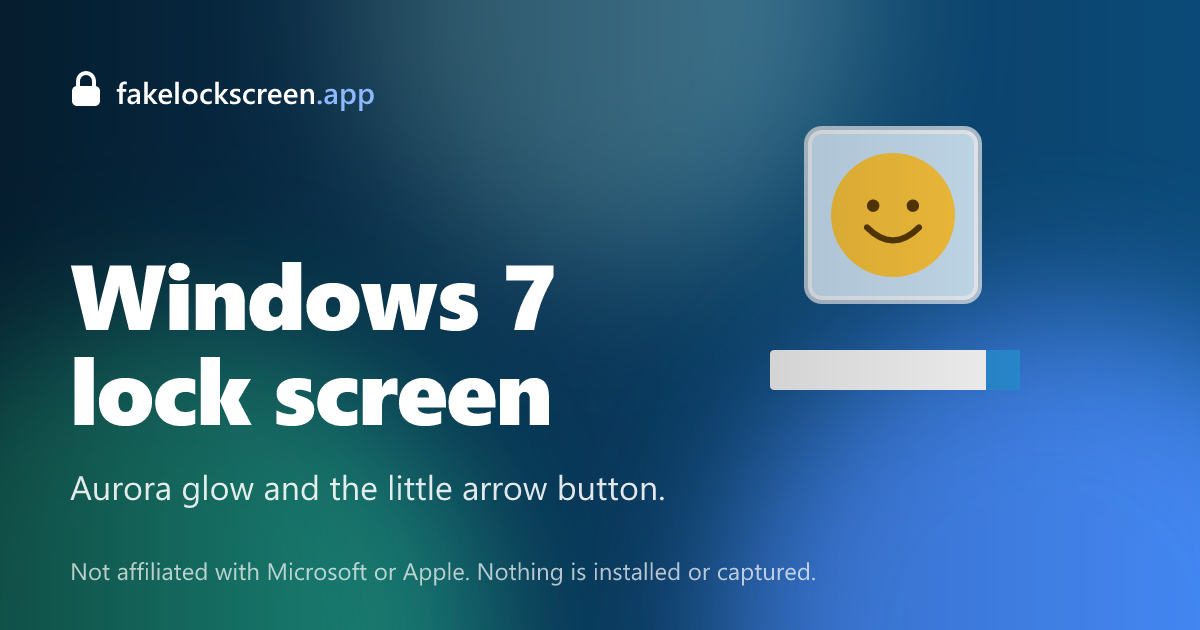 fakelockscreen.app
Windows 7
lock screen
Aurora glow and the little arrow button.
Not affiliated with Microsoft or Apple. Nothing is installed or captured.